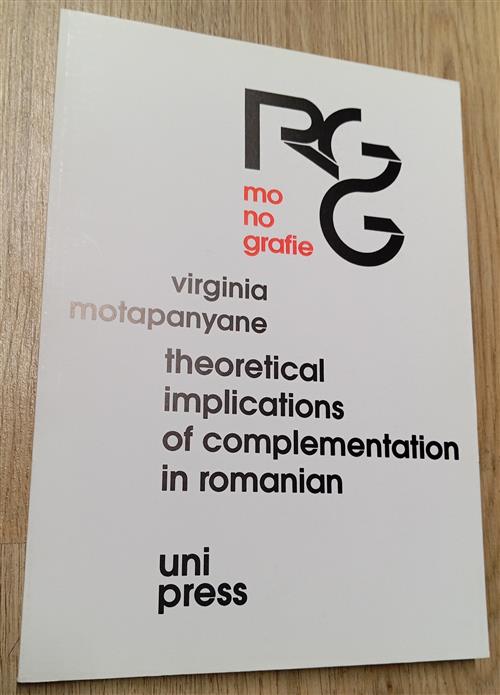 RGG
mo
no
grafie
virginia
motapanyane
theoretical
implications
of complementation
in romanian
uni
press